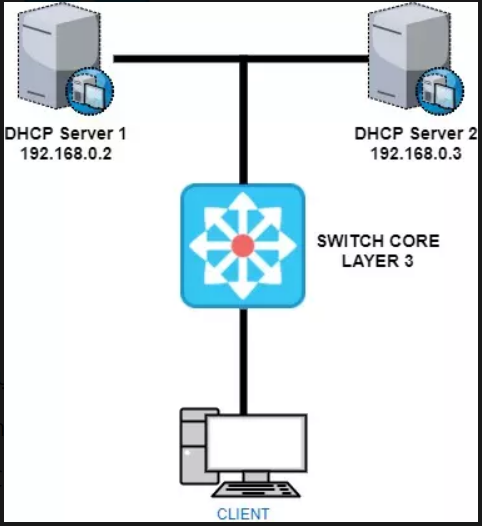 DHCP Server 1
192.168.0.2
DHCP Server 2
192.168.0.3
SWITCH CORE
LAYER 3
CLIENT